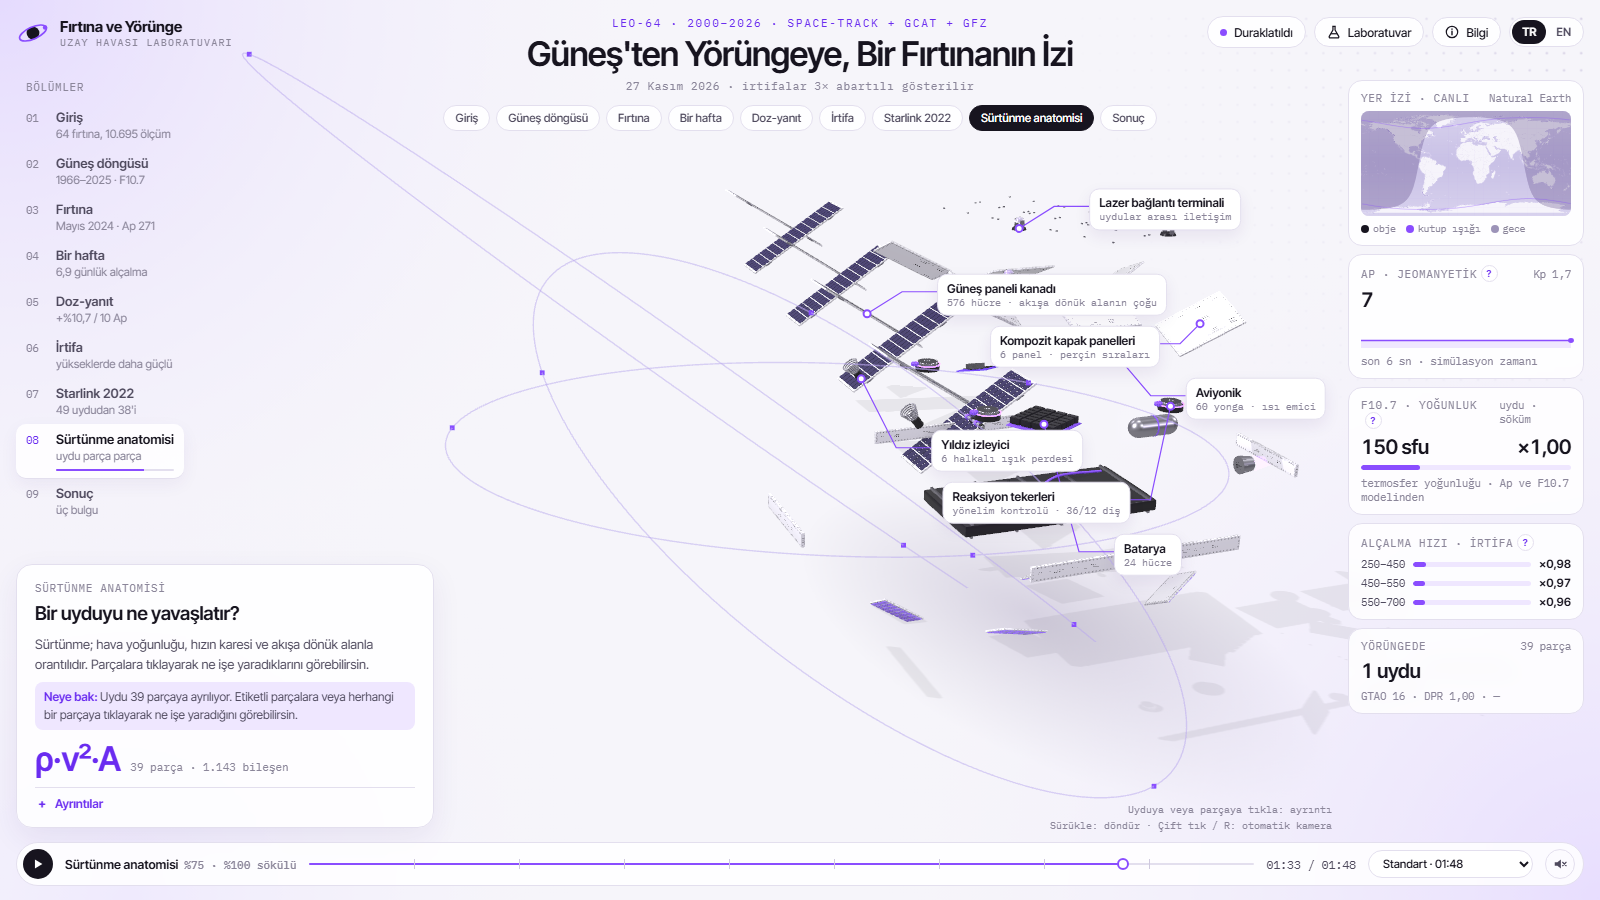 Fırtına ve Yörünge
UZAY HAVASI LABORATUVARI
LEO-64 · 2000–2026 · SPACE-TRACK + GCAT + GFZ
Güneş'ten Yörüngeye, Bir Fırtınanın İzi
27 Kasım 2026 · irtifalar 3× abartılı gösterilir
Giriş
Güneş döngüsü
Fırtına
Bir hafta
Doz-yanıt
İrtifa
Starlink 2022
Sürtünme anatomisi
Sonuç
Duraklatıldı
Laboratuvar
Bilgi
TR
EN
BÖLÜMLER
01 Giriş
64 fırtına, 10.695 ölçüm
02 Güneş döngüsü
1966–2025 · F10.7
03 Fırtına
Mayıs 2024 · Ap 271
04 Bir hafta
6,9 günlük alçalma
05 Doz-yanıt
+%10,7 / 10 Ap
06 İrtifa
yükseklerde daha güçlü
07 Starlink 2022
49 uydudan 38'i
08 Sürtünme anatomisi
uydu parça parça
09 Sonuç
üç bulgu
SÜRTÜNME ANATOMİSİ
Bir uyduyu ne yavaşlatır?
Sürtünme; hava yoğunluğu, hızın karesi ve akışa dönük alanla
orantılıdır. Parçalara tıklayarak ne işe yaradıklarını görebilirsin.
Neye bak: Uydu 39 parçaya ayrılıyor. Etiketli parçalara veya herhangi
bir parçaya tıklayarak ne işe yaradığını görebilirsin.
ρ·v²·A 39 parça · 1.143 bileşen
+ Ayrıntılar
Lazer bağlantı terminali
uydular arası iletişim
Güneş paneli kanadı
576 hücre · akışa dönük alanın çoğu
Kompozit kapak panelleri
6 panel · perçin sıraları
Aviyonik
60 yonga · ısı emici
Yıldız izleyici
6 halkalı ışık perdesi
Reaksiyon tekerleri
yönelim kontrolü · 36/12 diş
Batarya
24 hücre
YER İZİ · CANLI Natural Earth
obje kutup ışığı gece
AP · JEOMANYETİK ? Kp 1,7
7
son 6 sn · simülasyon zamanı
F10.7 · YOĞUNLUK ? uydu ·
söküm
150 sfu ×1,00
termosfer yoğunluğu · Ap ve F10.7
modelinden
ALÇALMA HIZI · İRTİFA ?
250–450 ×0,98
450–550 ×0,97
550–700 ×0,96
YÖRÜNGEDE 39 parça
1 uydu
GTAO 16 · DPR 1,00 · —
Uyduya veya parçaya tıkla: ayrıntı
Sürükle: döndür · Çift tık / R: otomatik kamera
Sürtünme anatomisi %75 · %100 sökülü
01:33 / 01:48
Standart · 01:48